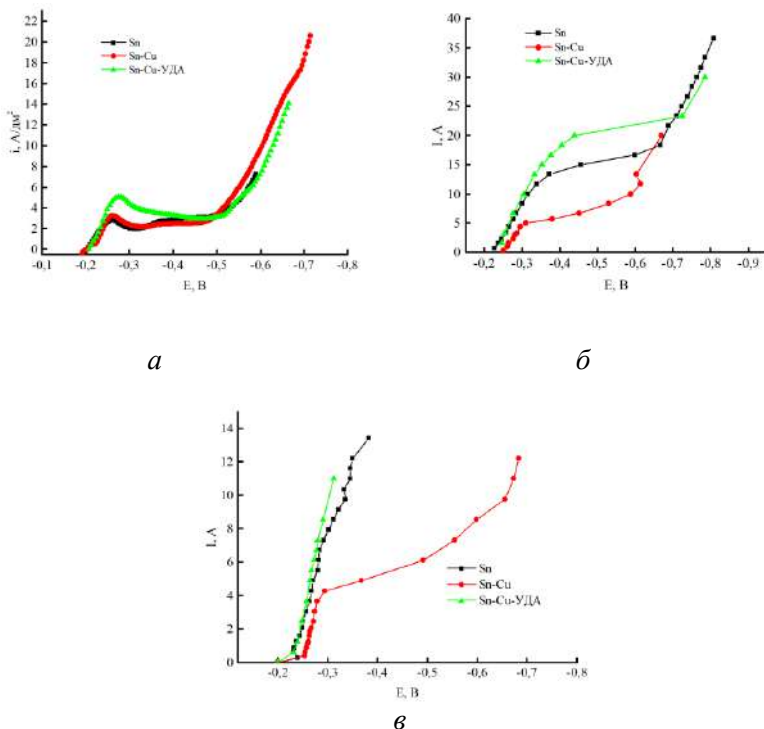 22
20
18
16
14
12
10
8
6
4
2
0
i, А/дм²
Sn
Sn-Cu
Sn-Cu-УДА
-0,1 -0,2 -0,3 -0,4 -0,5 -0,6 -0,7 -0,8
E, В
а
40
35
30
25
20
15
10
5
0
I, А
Sn
Sn-Cu
Sn-Cu-УДА
-0,2 -0,3 -0,4 -0,5 -0,6 -0,7 -0,8 -0,9
E, В
б
14
12
10
8
6
4
2
0
I, А
Sn
Sn-Cu
Sn-Cu-УДА
-0,2 -0,3 -0,4 -0,5 -0,6 -0,7 -0,8
E, В
в